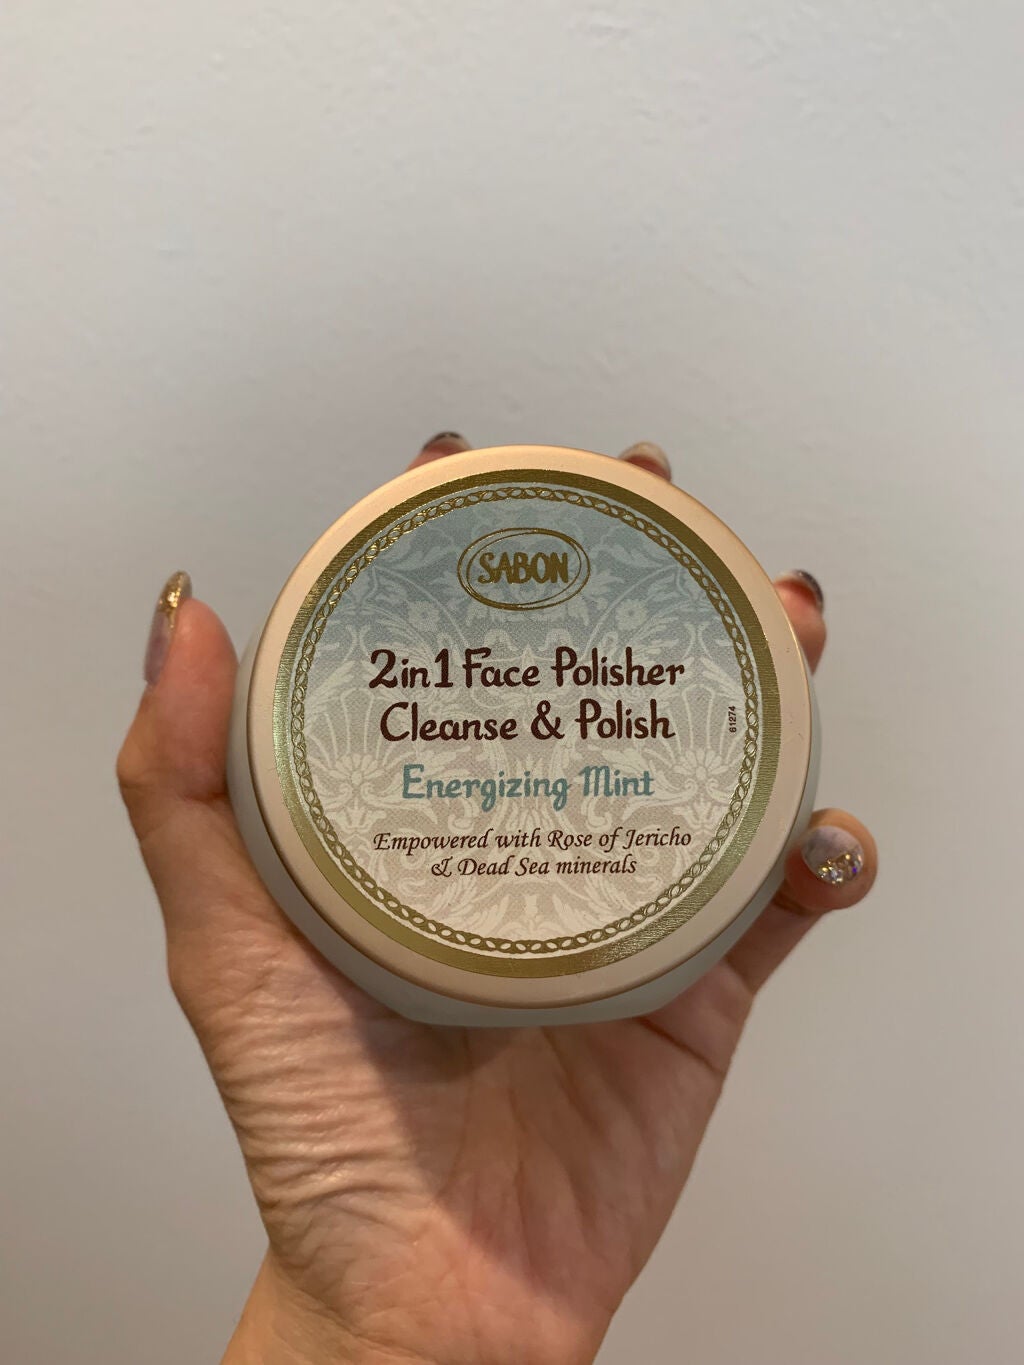 SABON
2in1 Face Polisher
Cleanse & Polish
Energizing Mint
Empowered with Rose of Jericho
& Dead Sea minerals
61274